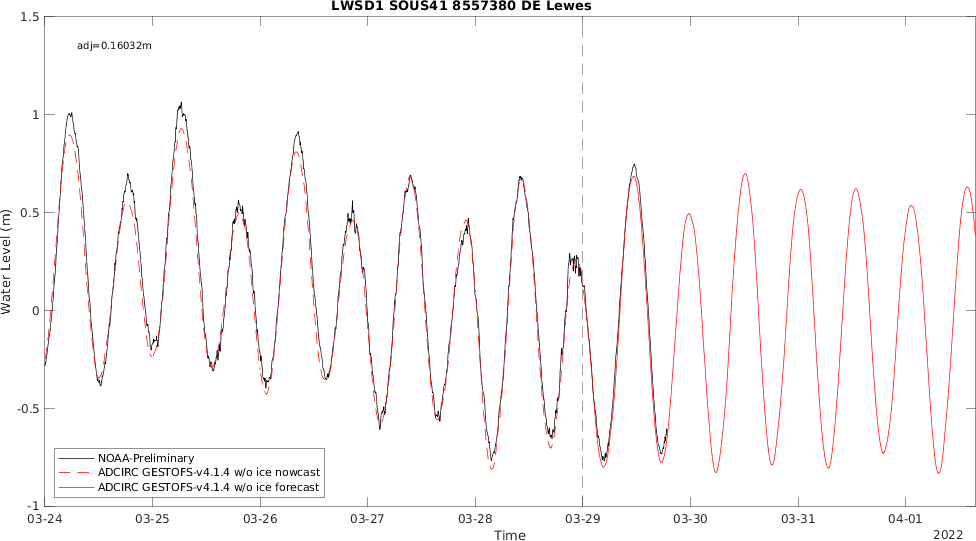 LWSD1 SOUS41 8557380 DE Lewes
adj=0.16032m
Water Level (m)
1.5
1
0.5
0
-0.5
-1
NOAA-Preliminary
ADCIRC GESTOFS-v4.1.4 w/o ice nowcast
ADCIRC GESTOFS-v4.1.4 w/o ice forecast
03-24 03-25 03-26 03-27 03-28 03-29 03-30 03-31 04-01
Time
2022